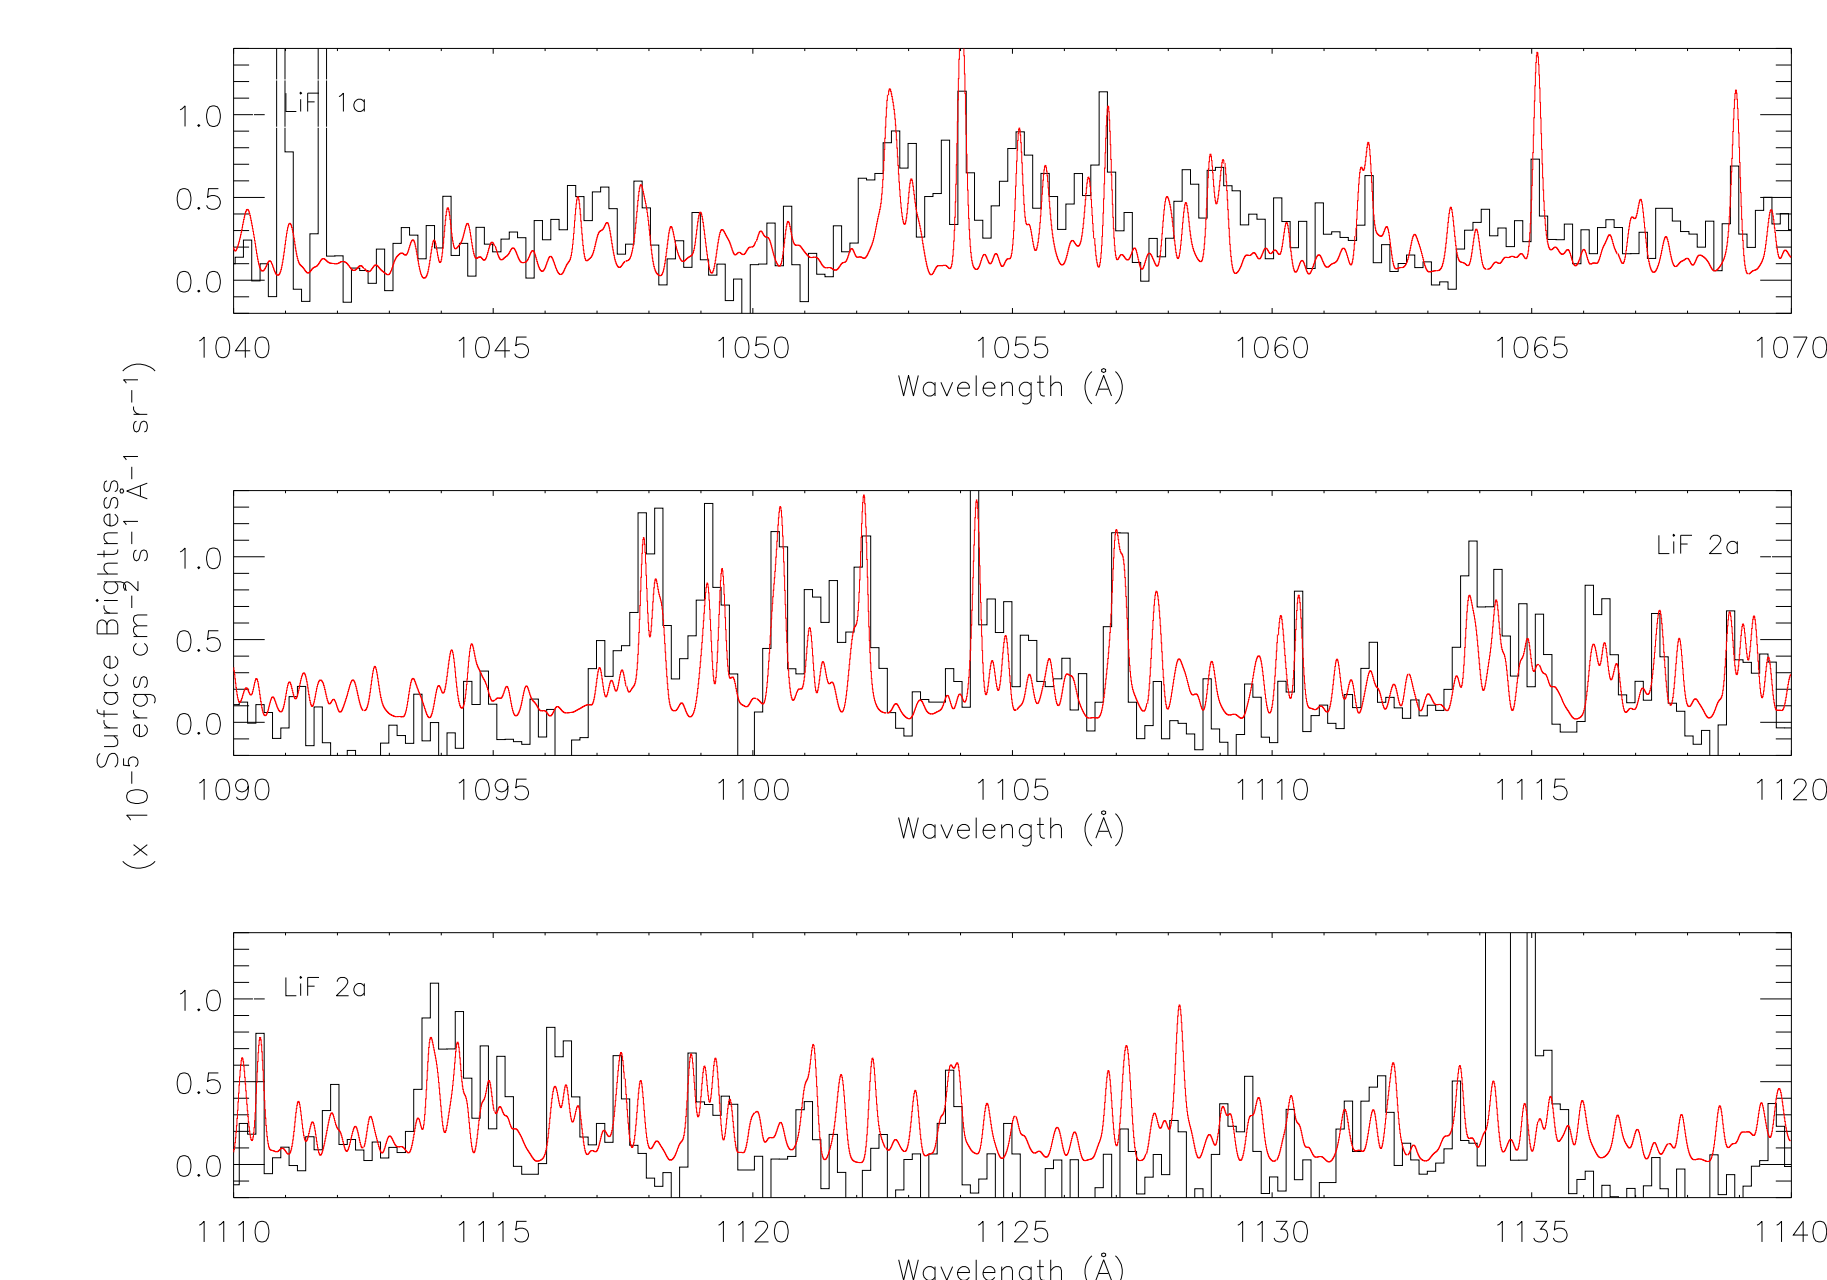 LiF 1a
1.0
0.5
0.0
1040 1045 1050 1055 1060 1065 1070
Wavelength (Å)
Surface Brightness
(x 10⁻⁵ ergs cm⁻² s⁻¹ Å⁻¹ sr⁻¹)
LiF 2a
1.0
0.5
0.0
1090 1095 1100 1105 1110 1115 1120
Wavelength (Å)
LiF 2a
1.0
0.5
0.0
1110 1115 1120 1125 1130 1135 1140
Wavelength (Å)